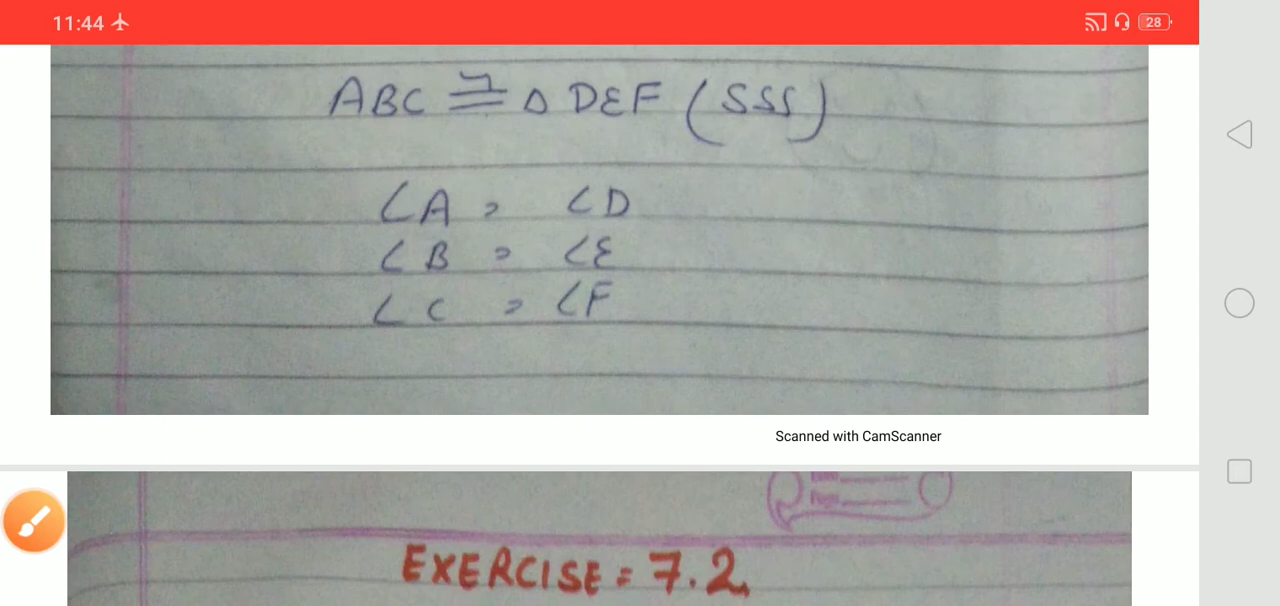 11:44
28
ABC ≅ Δ DEF (SSS)
∠A = ∠D
∠B = ∠E
∠C = ∠F
Scanned with CamScanner
EXERCISE = 7.2